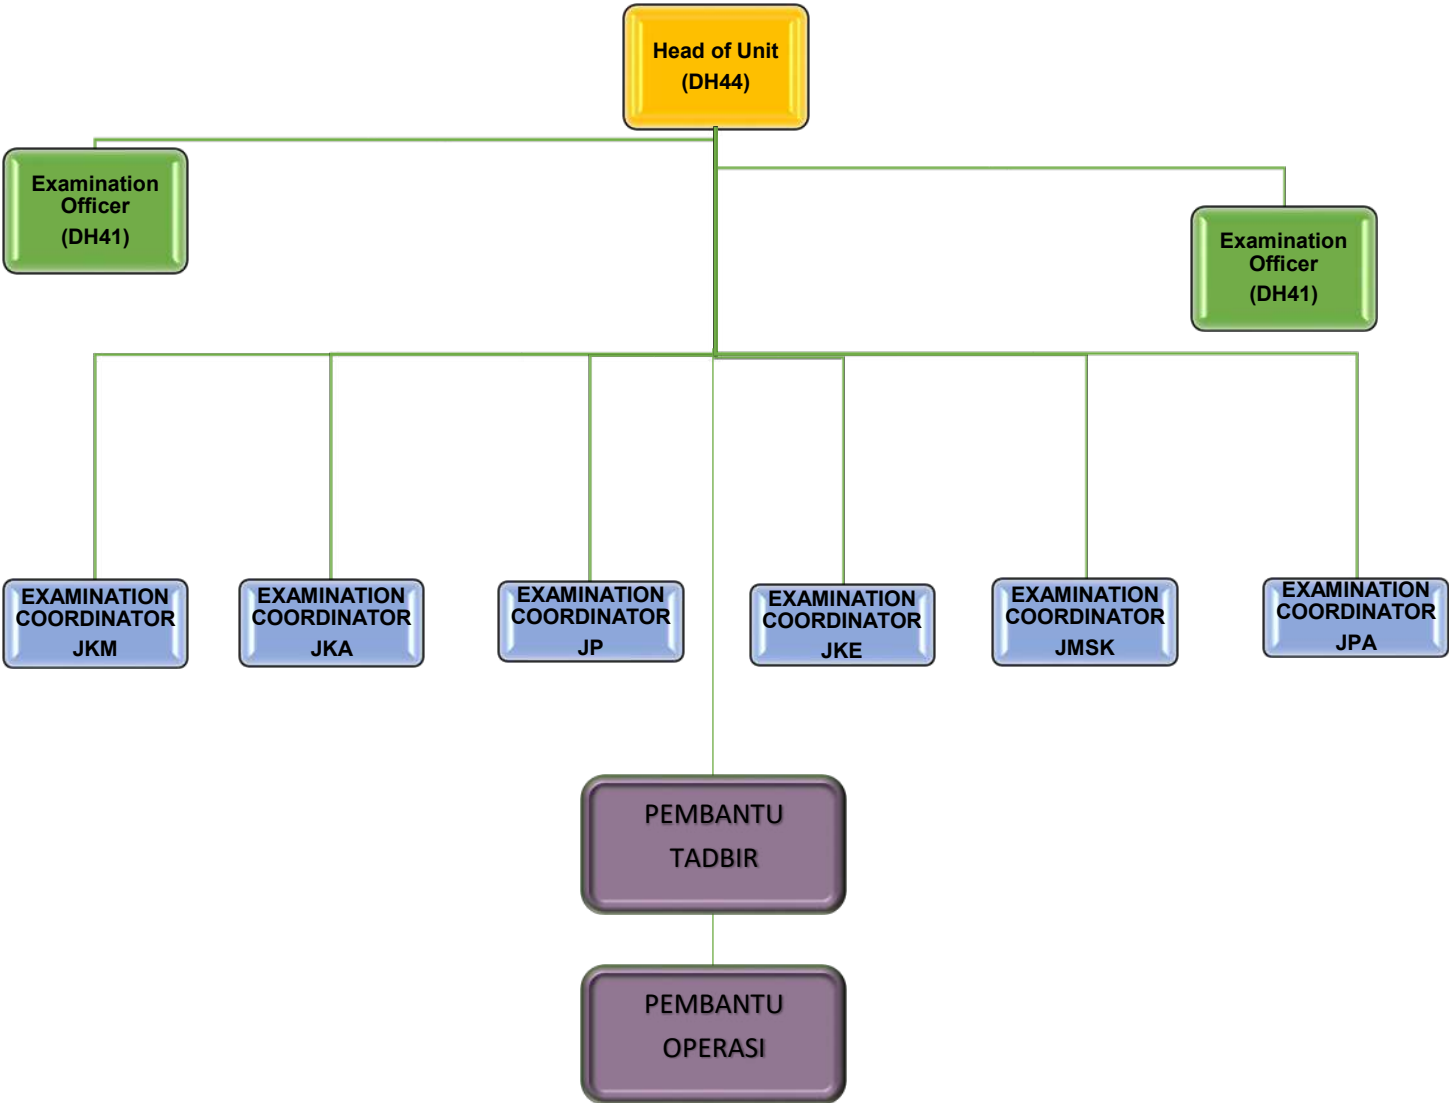 Head of Unit
(DH44)
Examination
Officer
(DH41)
Examination
Officer
(DH41)
EXAMINATION
COORDINATOR
JKM
EXAMINATION
COORDINATOR
JKA
EXAMINATION
COORDINATOR
JP
EXAMINATION
COORDINATOR
JKE
EXAMINATION
COORDINATOR
JMSK
EXAMINATION
COORDINATOR
JPA
PEMBANTU
TADBIR
PEMBANTU
OPERASI